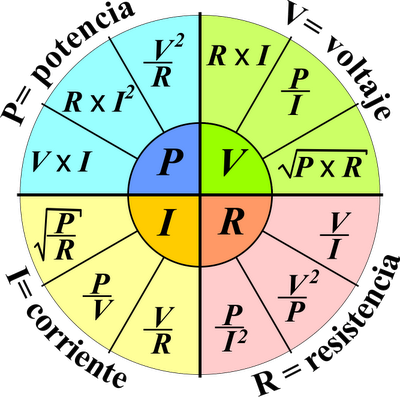 P= potencia
V= voltaje
I= corriente
R = resistencia
P
V
I
R
V x I
R x I²
V²/R
R x I
P/I
√(P x R)
√(P/R)
P/V
V/R
P/I²
V²/P
V/I